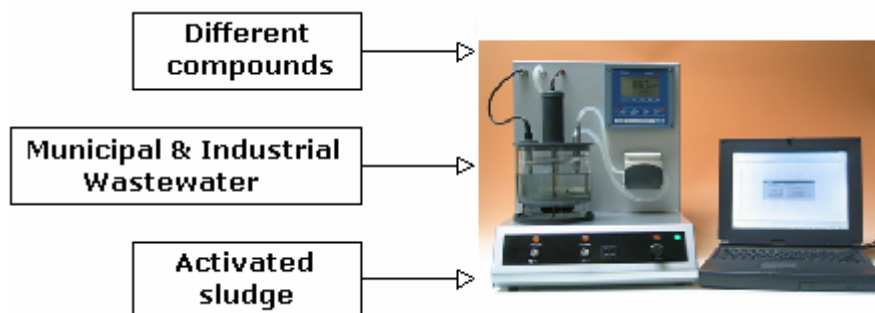 Different
compounds
Municipal & Industrial
Wastewater
Activated
sludge